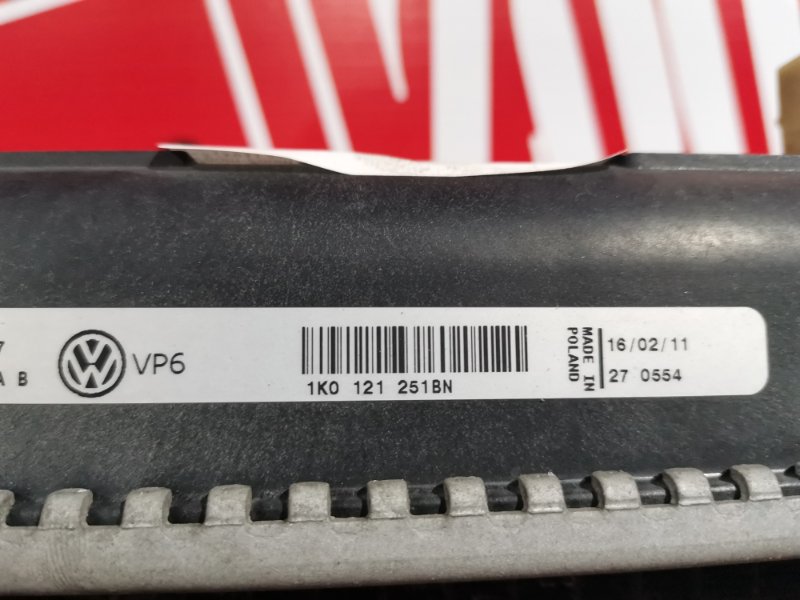 A B
VP6
1K0 121 251BN
MADE IN
POLAND
16/02/11
27 0554